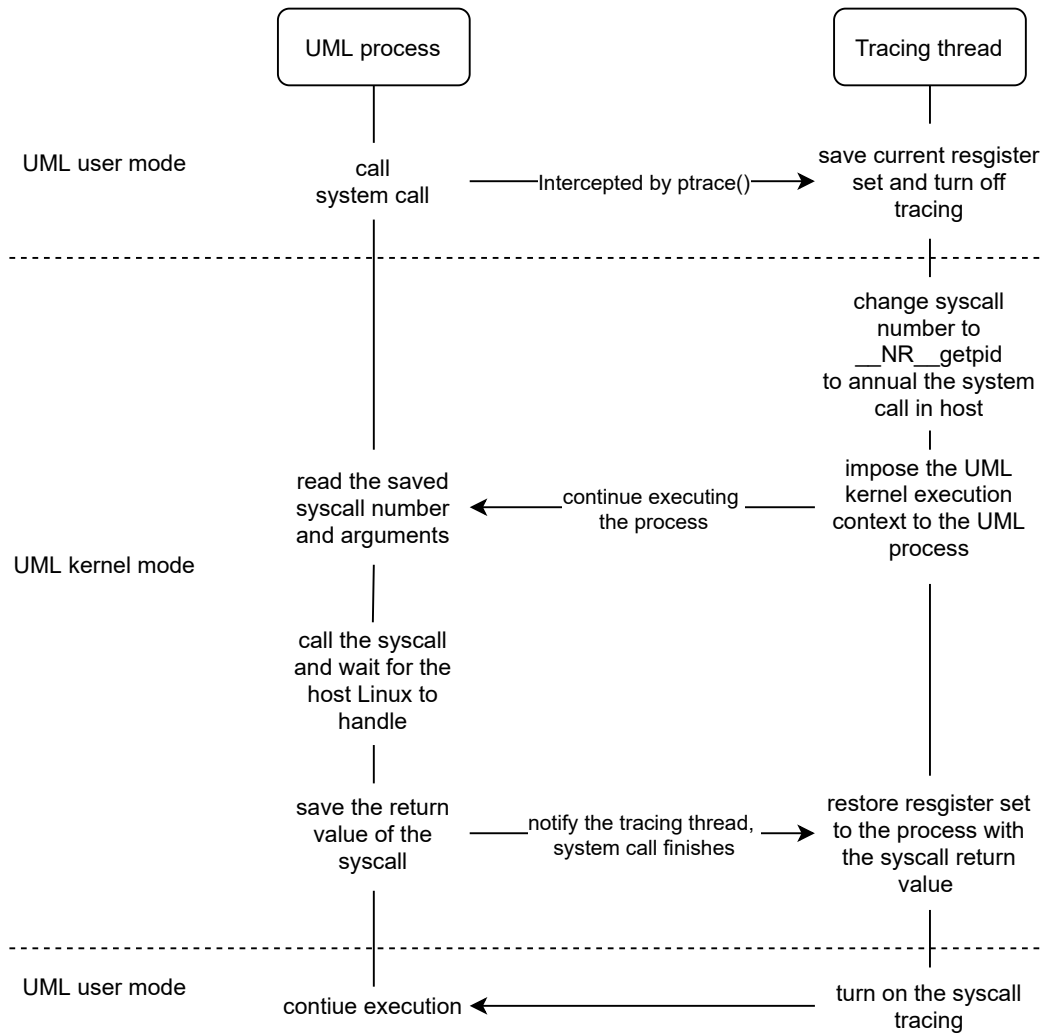 UML process
Tracing thread
UML user mode
call
system call
Intercepted by ptrace()
save current resgister
set and turn off
tracing
change syscall
number to
__NR__getpid
to annual the system
call in host
UML kernel mode
read the saved
syscall number
and arguments
continue executing
the process
impose the UML
kernel execution
context to the UML
process
call the syscall
and wait for the
host Linux to
handle
save the return
value of the
syscall
notify the tracing thread,
system call finishes
restore resgister set
to the process with
the syscall return
value
UML user mode
contiue execution
turn on the syscall
tracing